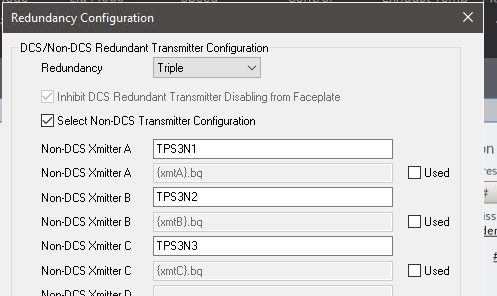 Redundancy Configuration
DCS/Non-DCS Redundant Transmitter Configuration
Redundancy Triple
Inhibit DCS Redundant Transmitter Disabling from Faceplate
Select Non-DCS Transmitter Configuration
Non-DCS Xmitter A TPS3N1
Non-DCS Xmitter A {xmtA}.bq Used
Non-DCS Xmitter B TPS3N2
Non-DCS Xmitter B {xmtB}.bq Used
Non-DCS Xmitter C TPS3N3
Non-DCS Xmitter C {xmtC}.bq Used
Non-DCS Xmitter D